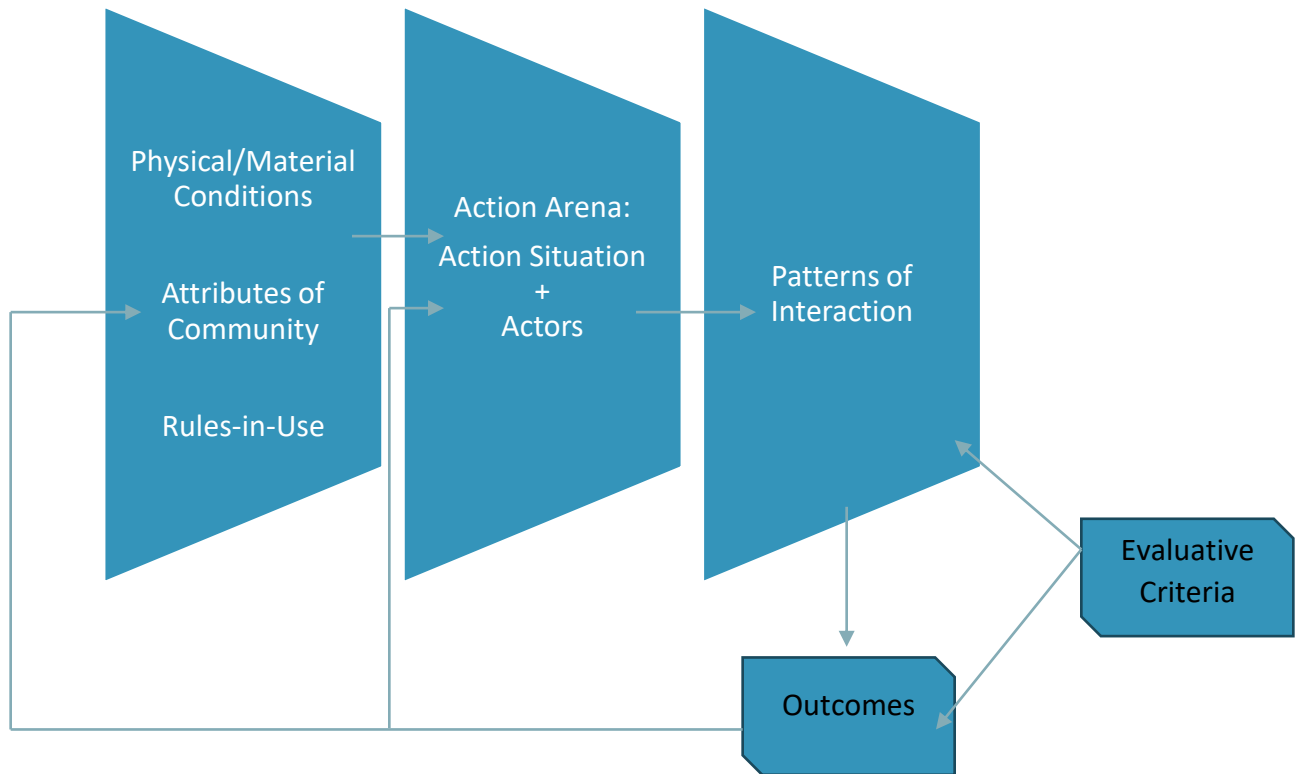 Physical/Material
Conditions
Attributes of
Community
Rules-in-Use
Action Arena:
Action Situation
+
Actors
Patterns of
Interaction
Evaluative
Criteria
Outcomes